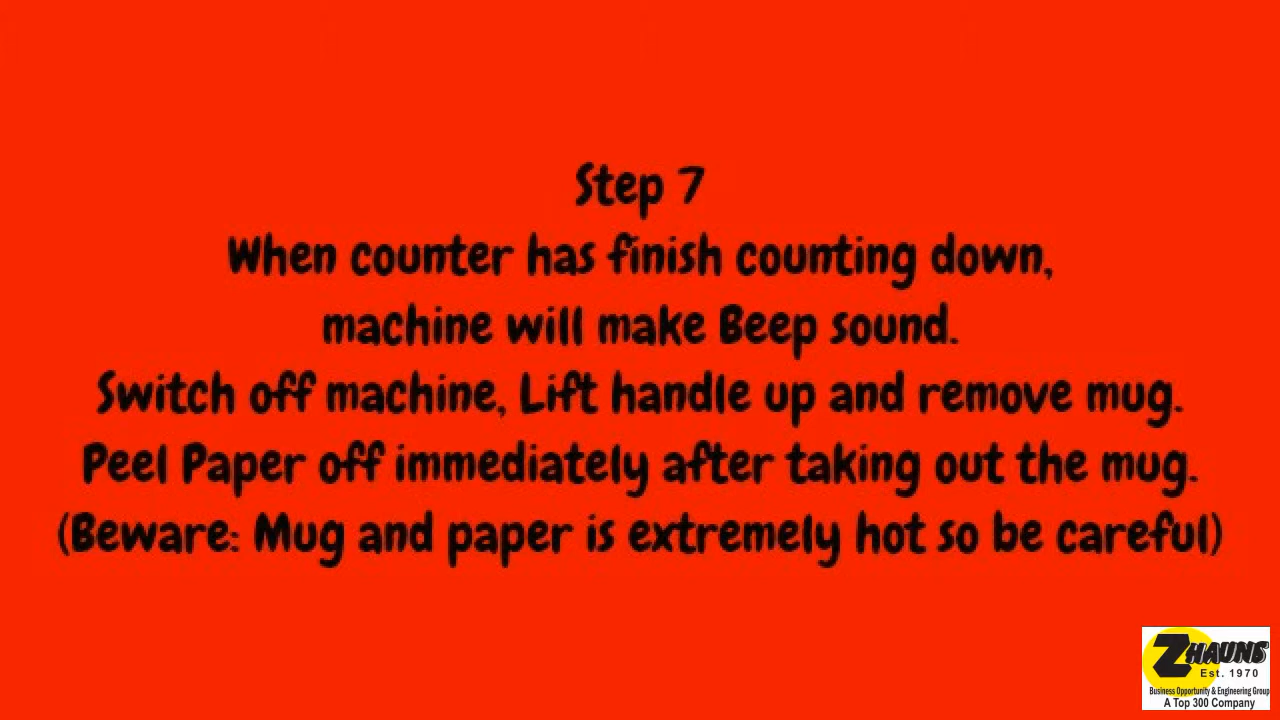 Step 7
When counter has finish counting down,
machine will make Beep sound.
Switch off machine, Lift handle up and remove mug.
Peel Paper off immediately after taking out the mug.
(Beware: Mug and paper is extremely hot so be careful)
ZHAUNS
Est. 1970
Business Opportunity & Engineering Group
A Top 300 Company